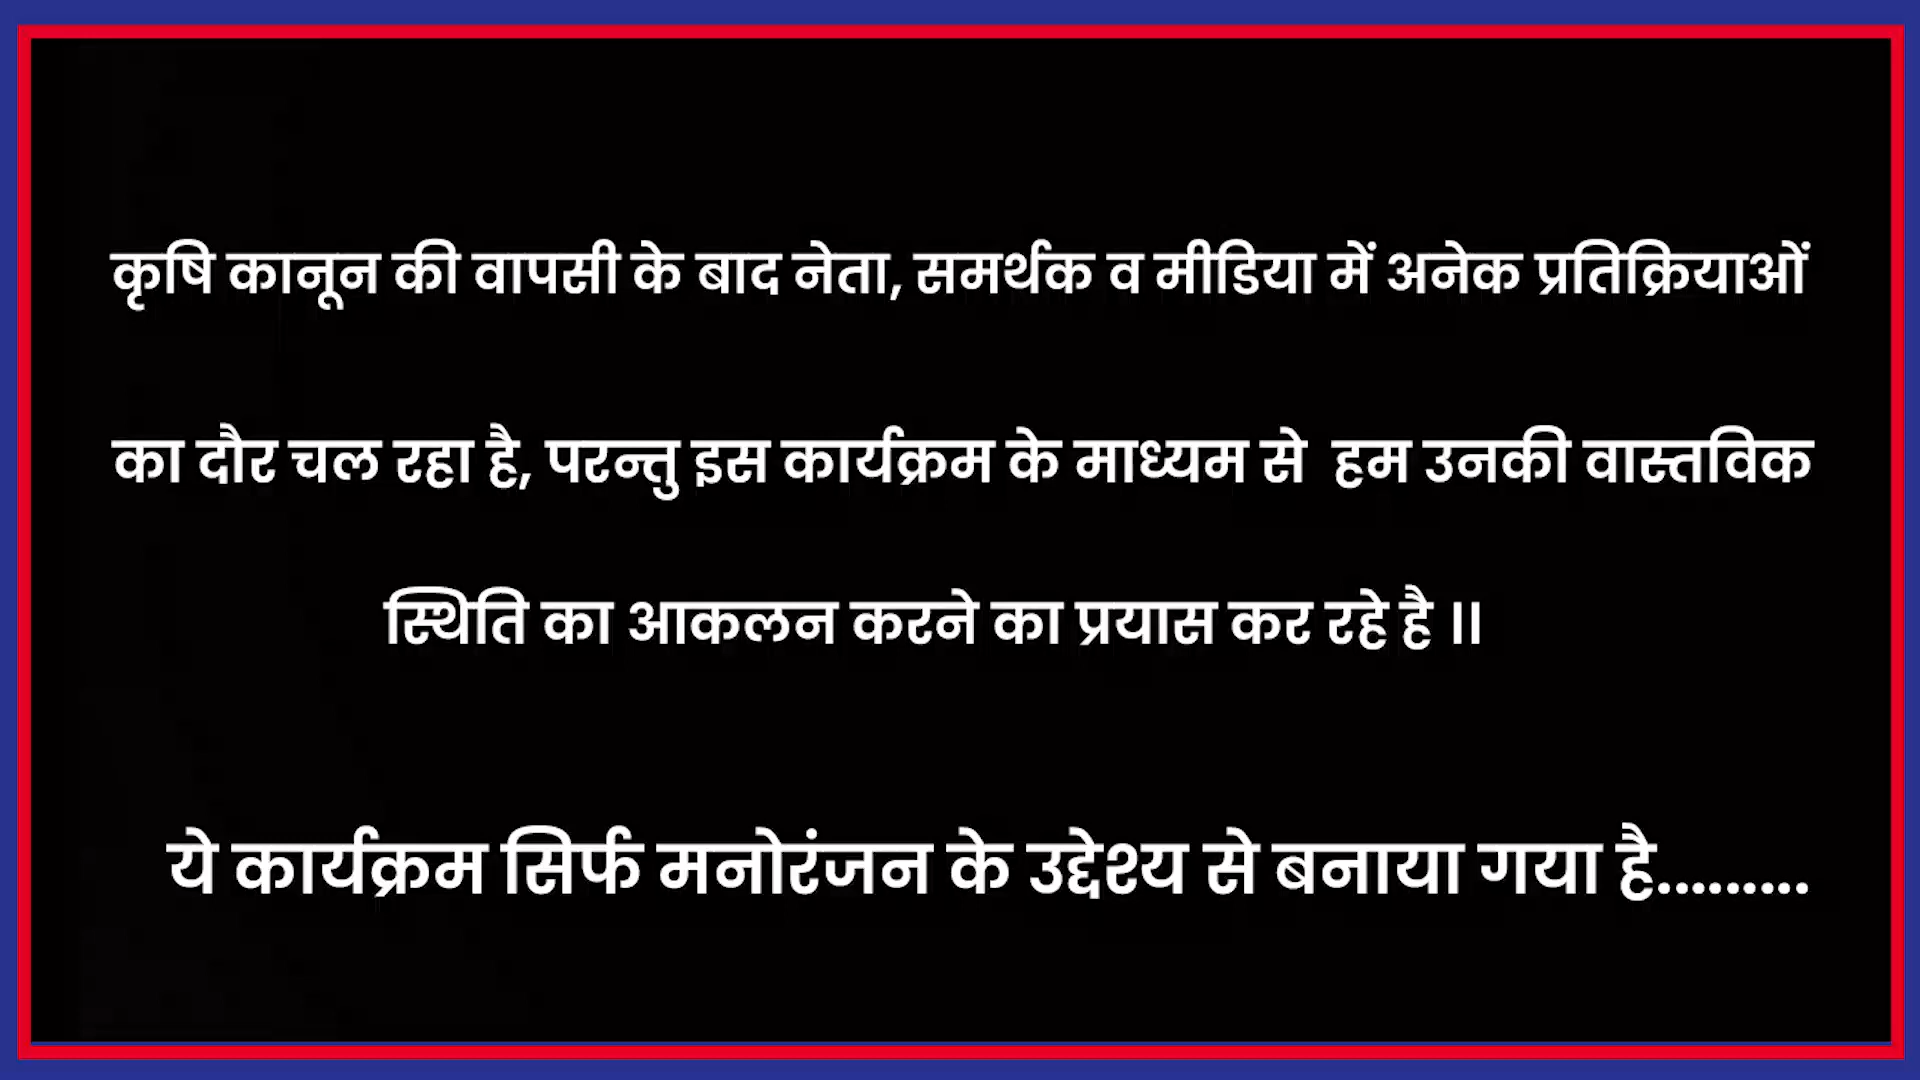 कृषि कानून की वापसी के बाद नेता, समर्थक व मीडिया में अनेक प्रतिक्रियाओं
का दौर चल रहा है, परन्तु इस कार्यक्रम के माध्यम से हम उनकी वास्तविक
स्थिति का आकलन करने का प्रयास कर रहे है ।।
ये कार्यक्रम सिर्फ मनोरंजन के उद्देश्य से बनाया गया है.........